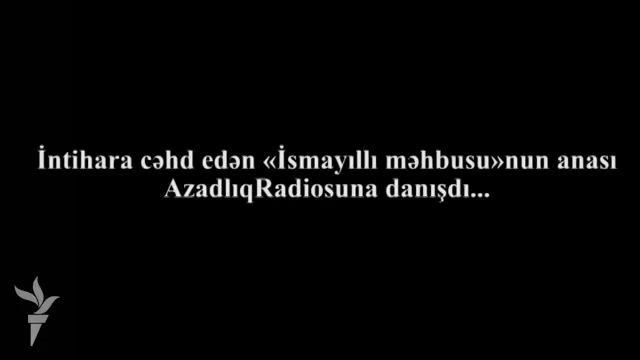 İntihara cəhd edən «İsmayıllı məhbusu»nun anası
AzadlıqRadiosuna danışdı...